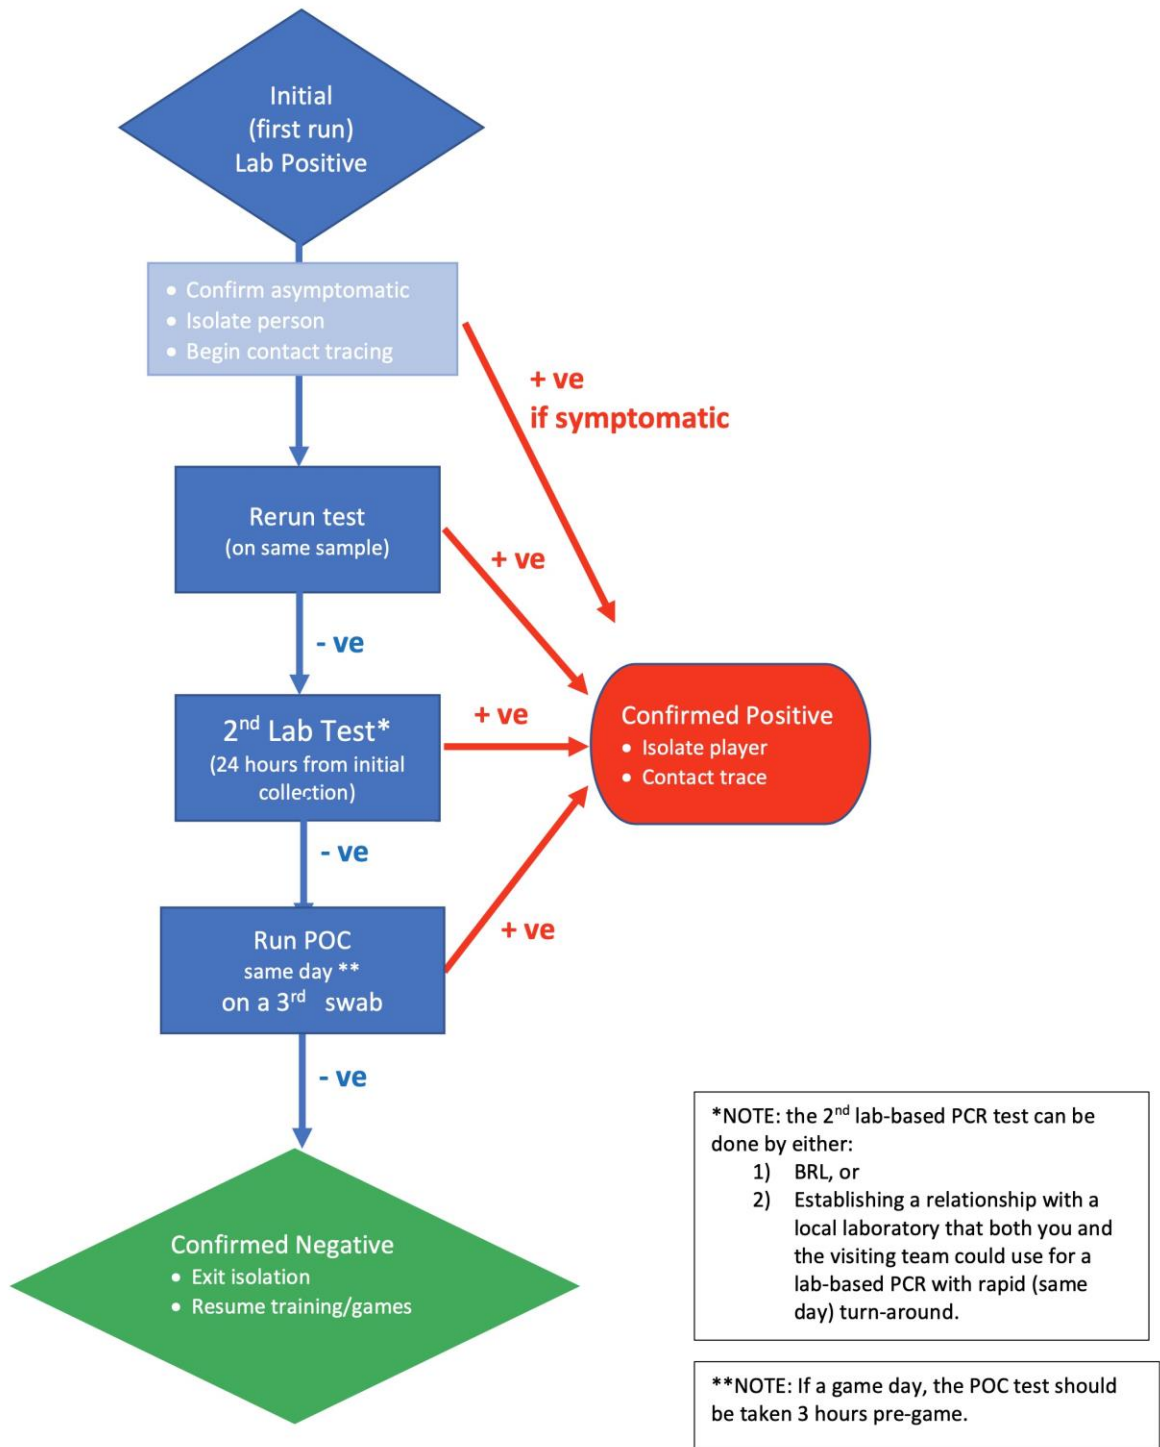 Initial
(first run)
Lab Positive
• Confirm asymptomatic
• Isolate person
• Begin contact tracing
+ ve
if symptomatic
Rerun test
(on same sample)
+ ve
- ve
2nd Lab Test*
(24 hours from initial
collection)
+ ve
Confirmed Positive
• Isolate player
• Contact trace
- ve
Run POC
same day **
on a 3rd swab
+ ve
- ve
Confirmed Negative
• Exit isolation
• Resume training/games
*NOTE: the 2nd lab-based PCR test can be
done by either:
1) BRL, or
2) Establishing a relationship with a
local laboratory that both you and
the visiting team could use for a
lab-based PCR with rapid (same
day) turn-around.
**NOTE: If a game day, the POC test should
be taken 3 hours pre-game.